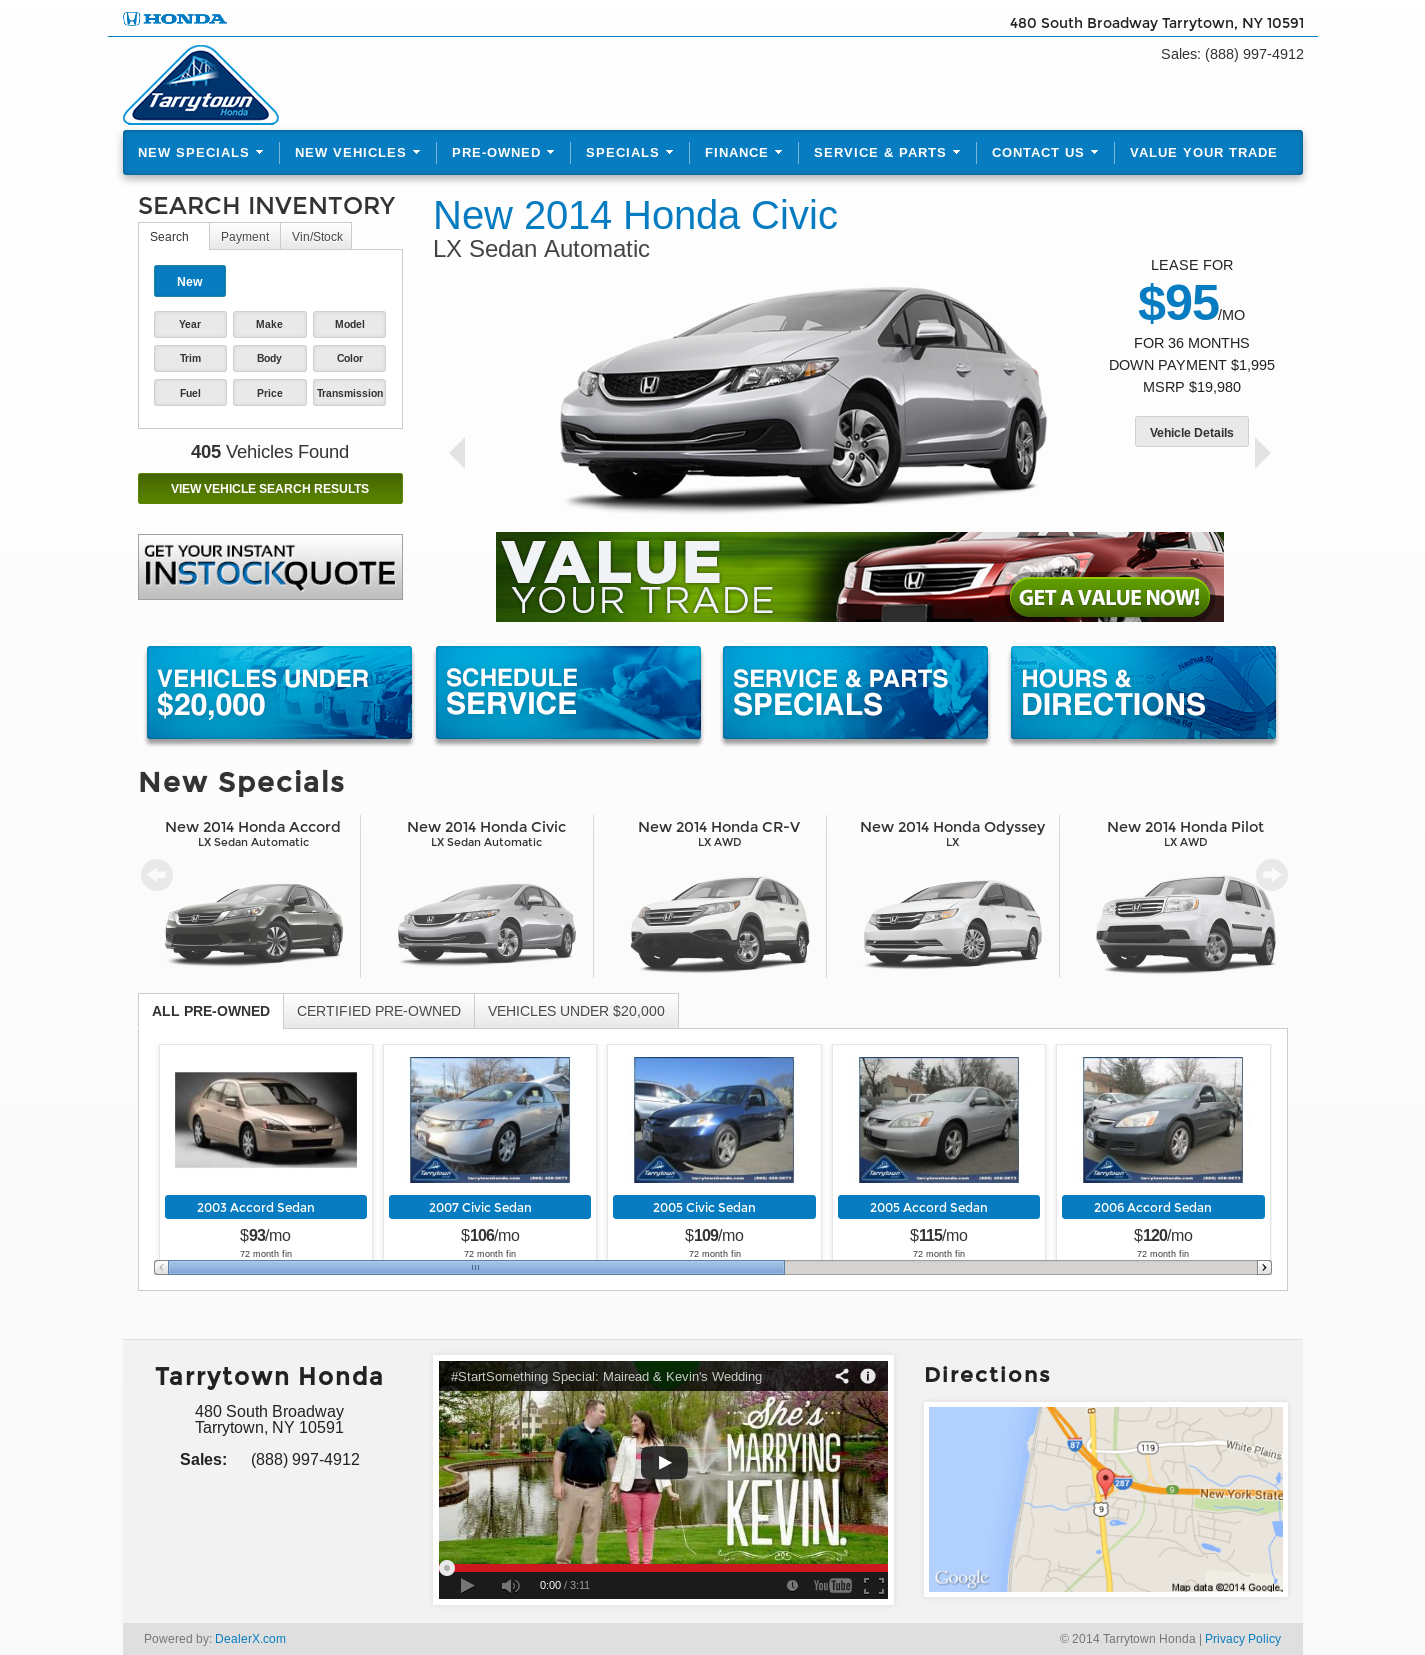 HONDA
480 South Broadway Tarrytown, NY 10591
Sales: (888) 997-4912
Tarrytown
Honda
NEW SPECIALS NEW VEHICLES PRE-OWNED SPECIALS FINANCE SERVICE & PARTS CONTACT US VALUE YOUR TRADE
SEARCH INVENTORY
Search Payment Vin/Stock
New
Year Make Model
Trim Body Color
Fuel Price Transmission
405 Vehicles Found
VIEW VEHICLE SEARCH RESULTS
GET YOUR INSTANT
INSTOCKQUOTE
New 2014 Honda Civic
LX Sedan Automatic
LEASE FOR
$95/MO
FOR 36 MONTHS
DOWN PAYMENT $1,995
MSRP $19,980
Vehicle Details
VALUE
YOUR TRADE
GET A VALUE NOW!
VEHICLES UNDER
$20,000
SCHEDULE
SERVICE
SERVICE & PARTS
SPECIALS
Nashua St
HOURS &
DIRECTIONS
New Specials
New 2014 Honda Accord
LX Sedan Automatic
New 2014 Honda Civic
LX Sedan Automatic
New 2014 Honda CR-V
LX AWD
New 2014 Honda Odyssey
LX
New 2014 Honda Pilot
LX AWD
ALL PRE-OWNED CERTIFIED PRE-OWNED VEHICLES UNDER $20,000
2003 Accord Sedan
$93/mo
72 month fin
2007 Civic Sedan
$106/mo
72 month fin
2005 Civic Sedan
$109/mo
72 month fin
2005 Accord Sedan
$115/mo
72 month fin
2006 Accord Sedan
$120/mo
72 month fin
Tarrytown Honda
480 South Broadway
Tarrytown, NY 10591
Sales: (888) 997-4912
#StartSomething Special: Mairead & Kevin's Wedding
She's
MARRYING
KEVIN.
0:00 / 3:11
YouTube
Directions
87
119
White Plains
287
9
9
New York State
Google
Map data ©2014 Google,
Powered by: DealerX.com
© 2014 Tarrytown Honda | Privacy Policy